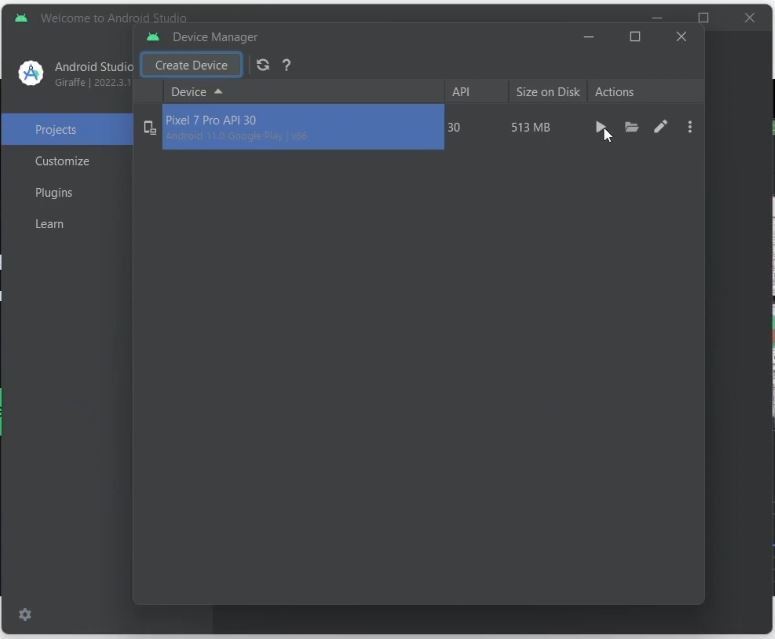 Welcome to Android Studio
Device Manager
Android Studio
Giraffe | 2022.3.1
Projects
Customize
Plugins
Learn
Create Device
?
Device API Size on Disk Actions
Pixel 7 Pro API 30
Android 11.0 Google Play | x86
30 513 MB